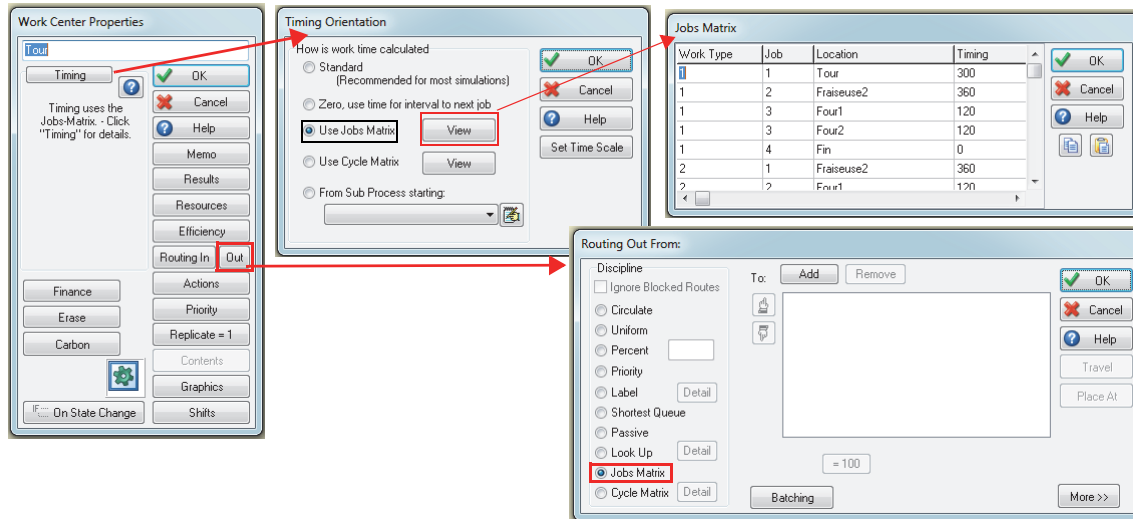 Work Center Properties
Tour
Timing
OK
Timing uses the
Jobs-Matrix. - Click
"Timing" for details.
Cancel
Help
Memo
Results
Resources
Efficiency
Routing In
Out
Actions
Finance
Priority
Erase
Replicate = 1
Carbon
Contents
Graphics
IF
On State Change
Shifts
Timing Orientation
How is work time calculated
Standard
(Recommended for most simulations)
Zero, use time for interval to next job
Use Jobs Matrix
View
Use Cycle Matrix
View
From Sub Process starting:
OK
Cancel
Help
Set Time Scale
Jobs Matrix
Work Type Job Location Timing
1 1 Tour 300
1 2 Fraiseuse2 360
1 3 Four1 120
1 3 Four2 120
1 4 Fin 0
2 1 Fraiseuse2 360
2 2 Four1 120
OK
Cancel
Help
Routing Out From:
Discipline
Ignore Blocked Routes
Circulate
Uniform
Percent
Priority
Label
Detail
Shortest Queue
Passive
Look Up
Detail
Jobs Matrix
Cycle Matrix
Detail
To:
Add
Remove
= 100
Batching
OK
Cancel
Help
Travel
Place At
More >>